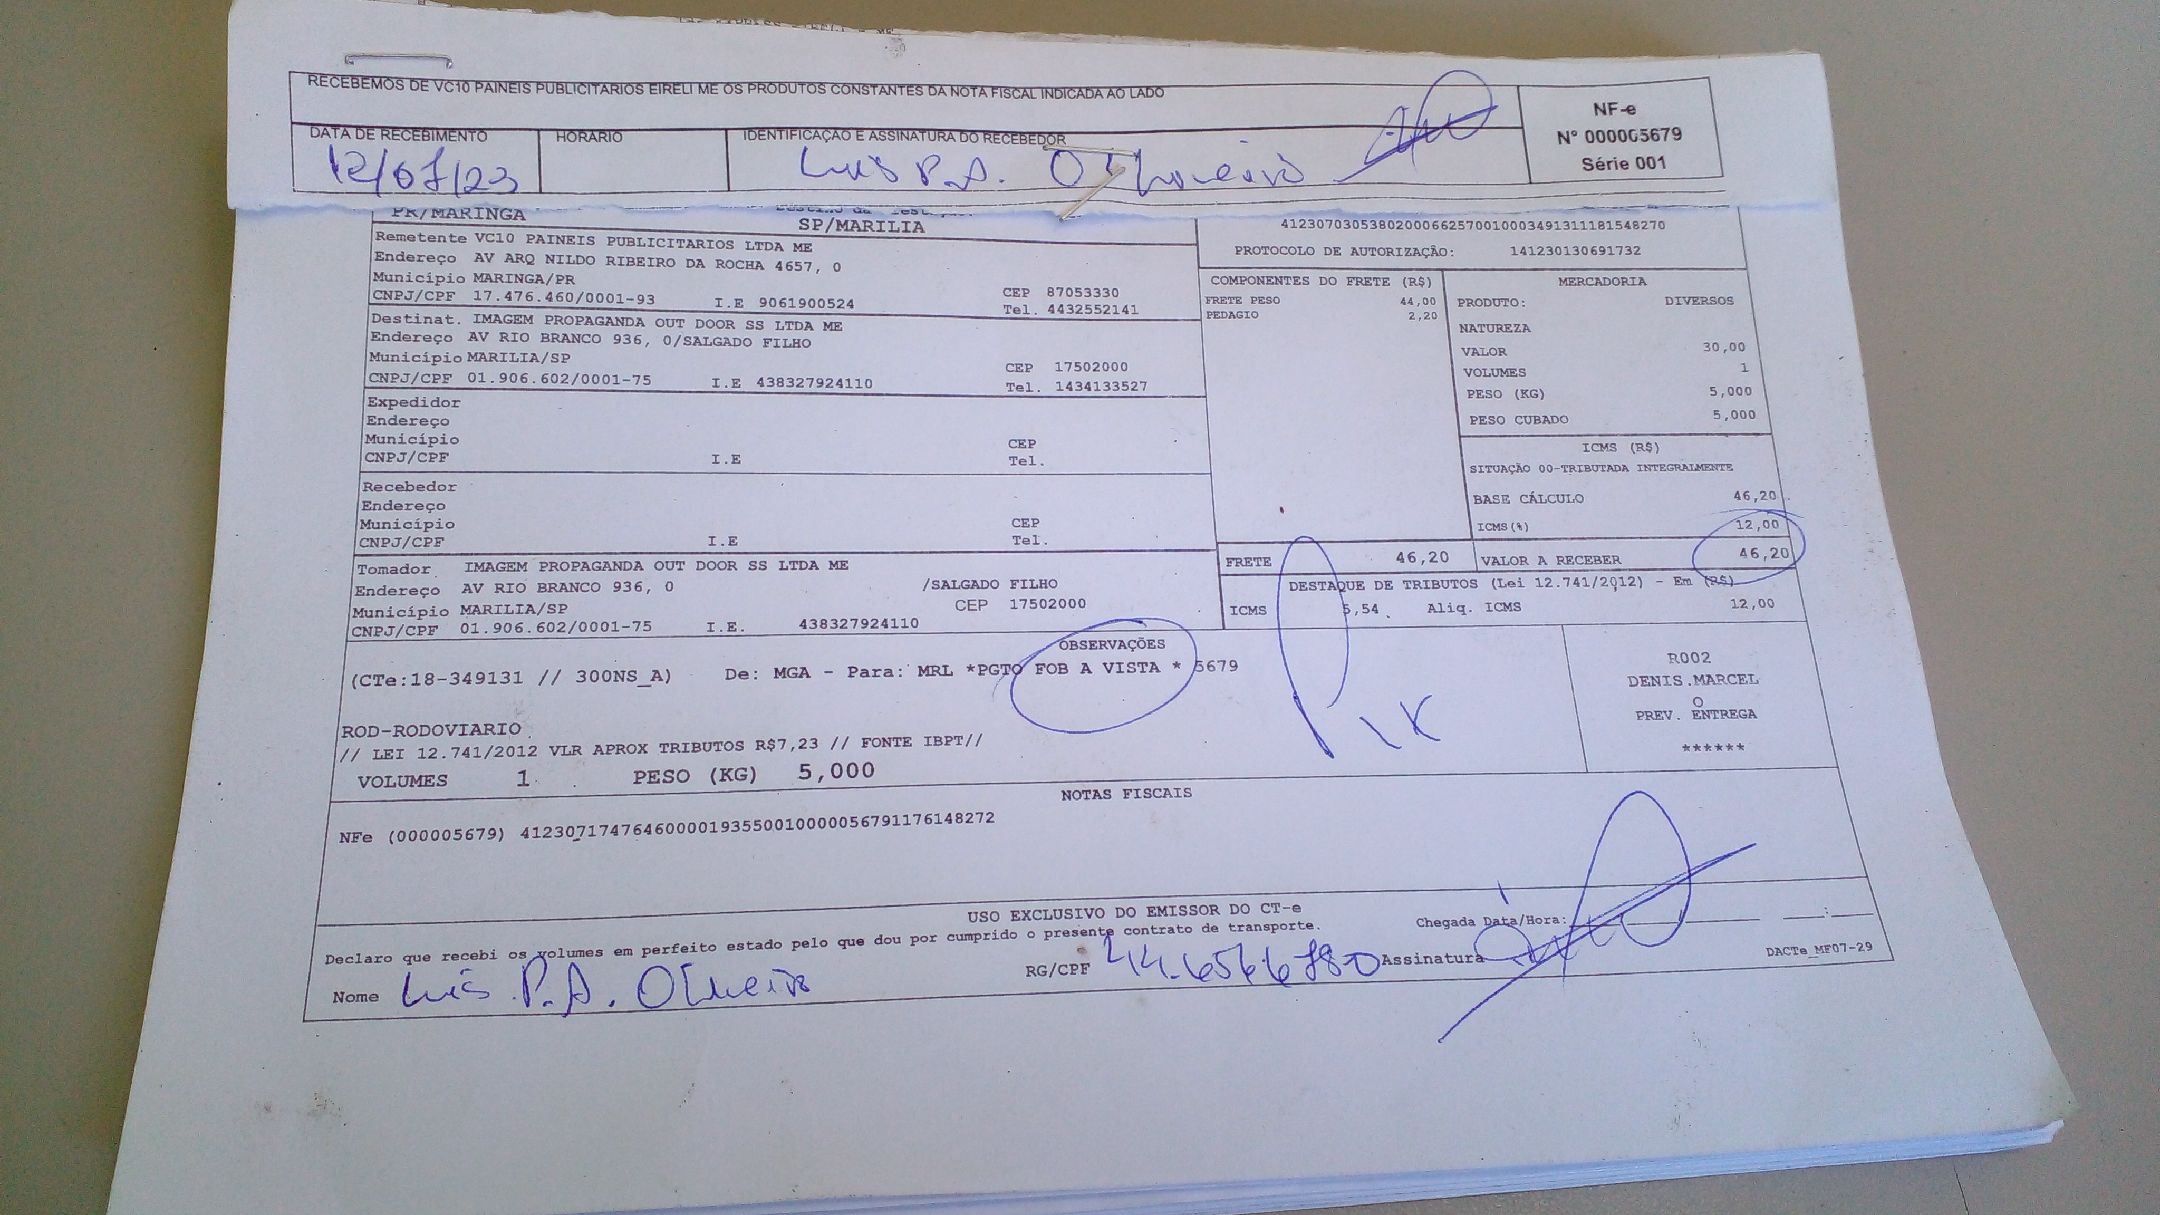 RECEBEMOS DE VC10 PAINEIS PUBLICITARIOS EIRELI ME OS PRODUTOS CONSTANTES DA NOTA FISCAL INDICADA AO LADO
NF-e
Nº 000005679
Série 001
DATA DE RECEBIMENTO
HORARIO
IDENTIFICAÇAO E ASSINATURA DO RECEBEDOR
12/07/23
Luis P.A. Oliveira
PR/MARINGA
SP/MARILIA
Remetente VC10 PAINEIS PUBLICITARIOS LTDA ME
Endereço AV ARQ NILDO RIBEIRO DA ROCHA 4657, 0
Município MARINGA/PR
CEP 87053330
CNPJ/CPF 17.476.460/0001-93 I.E 9061900524 Tel. 4432552141
Destinat. IMAGEM PROPAGANDA OUT DOOR SS LTDA ME
Endereço AV RIO BRANCO 936, 0/SALGADO FILHO
Município MARILIA/SP CEP 17502000
CNPJ/CPF 01.906.602/0001-75 I.E 438327924110 Tel. 1434133527
Expedidor
Endereço
Município CEP
CNPJ/CPF I.E Tel.
Recebedor
Endereço
Município CEP
CNPJ/CPF I.E Tel.
Tomador IMAGEM PROPAGANDA OUT DOOR SS LTDA ME
Endereço AV RIO BRANCO 936, 0 /SALGADO FILHO
Município MARILIA/SP CEP 17502000
CNPJ/CPF 01.906.602/0001-75 I.E. 438327924110
41230703053802000662570010003491311181548270
PROTOCOLO DE AUTORIZAÇÃO: 141230130691732
COMPONENTES DO FRETE (R$)
FRETE PESO 44,00
PEDAGIO 2,20
MERCADORIA
PRODUTO: DIVERSOS
NATUREZA
VALOR 30,00
VOLUMES 1
PESO (KG) 5,000
PESO CUBADO 5,000
ICMS (R$)
SITUAÇÃO 00-TRIBUTADA INTEGRALMENTE
BASE CÁLCULO 46,20
ICMS(%) 12,00
FRETE 46,20 VALOR A RECEBER 46,20
DESTAQUE DE TRIBUTOS (Lei 12.741/2012) - Em (R$)
ICMS 5,54 Aliq. ICMS 12,00
OBSERVAÇÕES
(CTe:18-349131 // 300NS_A) De: MGA - Para: MRL *PGTO FOB A VISTA * 5679
Pix
ROD-RODOVIARIO
// LEI 12.741/2012 VLR APROX TRIBUTOS R$7,23 // FONTE IBPT//
VOLUMES 1 PESO (KG) 5,000
R002
DENIS.MARCEL
O
PREV. ENTREGA
******
NOTAS FISCAIS
NFe (000005679) 41230717476460000193550010000056791176148272
USO EXCLUSIVO DO EMISSOR DO CT-e
Declaro que recebi os volumes em perfeito estado pelo que dou por cumprido o presente contrato de transporte.
Chegada Data/Hora:
Nome Luis P.A. Oliveira RG/CPF 44.656.678-0 Assinatura
DACTe_MF07-29